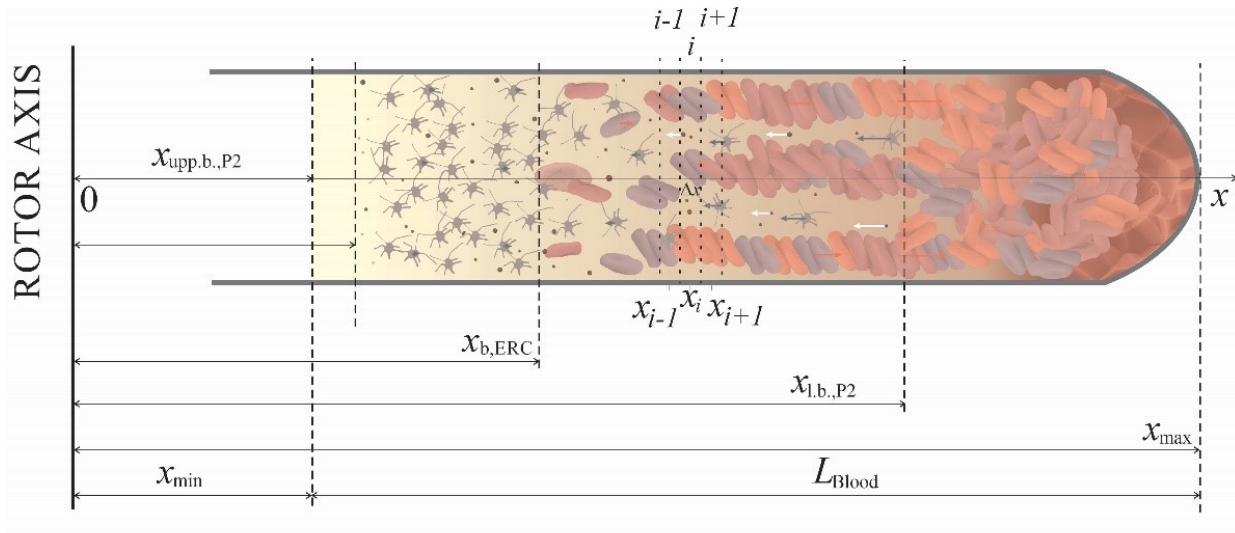 i-1 i+1
i
ROTOR AXIS
x_upp.b.,P2
0
Δx
x
x_i-1 x_i x_i+1
x_b,ERC
x_l.b.,P2
x_max
x_min
L_Blood